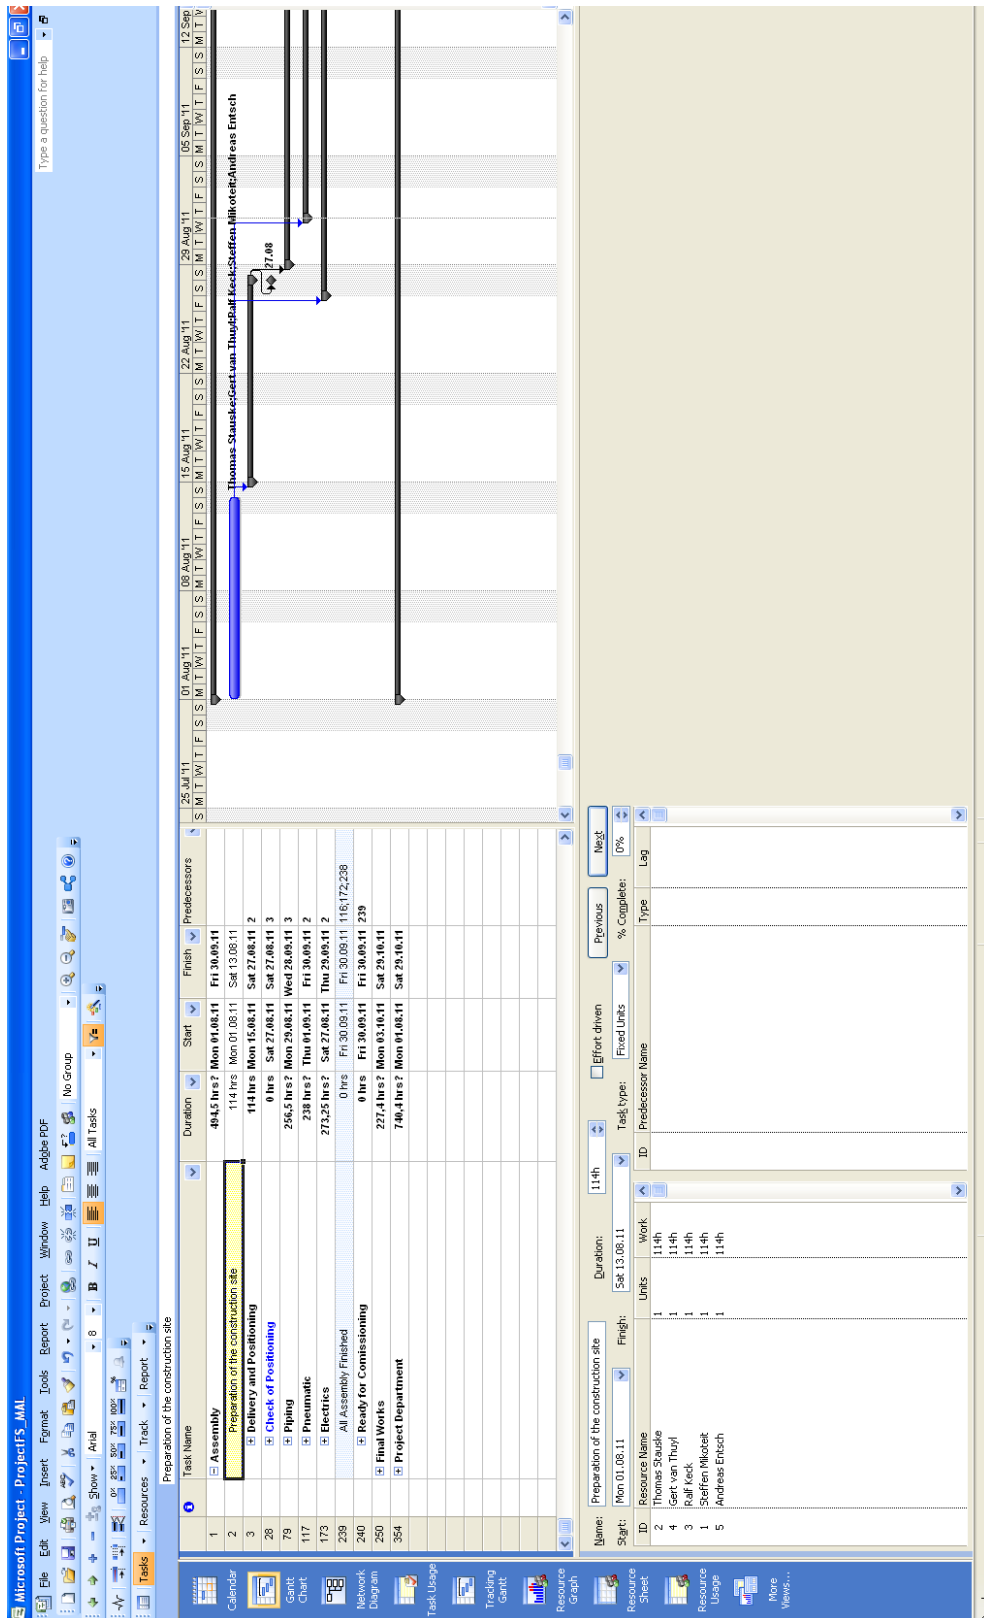 Microsoft Project - ProjectFS_MAL
File Edit View Insert Format Tools Report Project Window Help Adobe PDF
Type a question for help
No Group
Show Arial 8 B I U All Tasks
0% 25% 50% 75% 100%
Tasks Resources Track Report
Preparation of the construction site
Task Name Duration Start Finish Predecessors
1 Assembly 494,5 hrs? Mon 01.08.11 Fri 30.09.11
2 Preparation of the construction site 114 hrs Mon 01.08.11 Sat 13.08.11
3 Delivery and Positioning 114 hrs Mon 15.08.11 Sat 27.08.11 2
28 Check of Positioning 0 hrs Sat 27.08.11 Sat 27.08.11 3
79 Piping 256,5 hrs? Mon 29.08.11 Wed 28.09.11 3
117 Pneumatic 238 hrs? Thu 01.09.11 Fri 30.09.11 2
173 Electrics 273,25 hrs? Sat 27.08.11 Thu 29.09.11 2
239 All Assembly Finished 0 hrs Fri 30.09.11 Fri 30.09.11 116;172;238
240 Ready for Comissioning 0 hrs Fri 30.09.11 Fri 30.09.11 239
250 Final Works 227,4 hrs? Mon 03.10.11 Sat 29.10.11
354 Project Department 740,4 hrs? Mon 01.08.11 Sat 29.10.11
25 Jul '11 01 Aug '11 08 Aug '11 15 Aug '11 22 Aug '11 29 Aug '11 05 Sep '11 12 Sep
S M T W T F S S M T W T F S S M T W T F S S M T W T F S S M T W T F S S M T W T F S S M T W T F S S M T W
Thomas Stauske;Gert van Thuyl;Ralf Keck;Steffen Mikoteit;Andreas Entsch
27.08
Calendar
Gantt Chart
Network Diagram
Task Usage
Tracking Gantt
Resource Graph
Resource Sheet
Resource Usage
More Views...
Name: Preparation of the construction site Duration: 114h Effort driven Previous Next
Start: Mon 01.08.11 Finish: Sat 13.08.11 Task type: Fixed Units % Complete: 0%
ID Resource Name Units Work ID Predecessor Name Type Lag
2 Thomas Stauske 1 114h
4 Gert van Thuyl 1 114h
3 Ralf Keck 1 114h
1 Steffen Mikoteit 1 114h
5 Andreas Entsch 1 114h